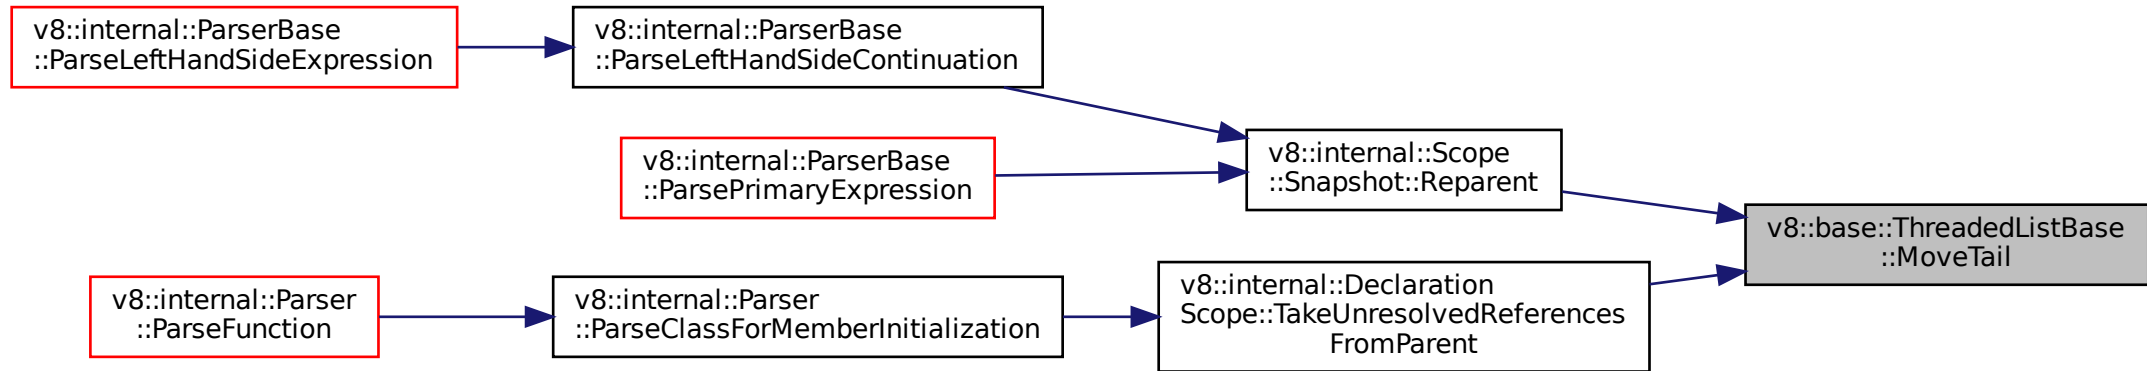 v8::internal::ParserBase
::ParseLeftHandSideExpression
v8::internal::ParserBase
::ParseLeftHandSideContinuation
v8::internal::ParserBase
::ParsePrimaryExpression
v8::internal::Scope
::Snapshot::Reparent
v8::base::ThreadedListBase
::MoveTail
v8::internal::Parser
::ParseFunction
v8::internal::Parser
::ParseClassForMemberInitialization
v8::internal::Declaration
Scope::TakeUnresolvedReferences
FromParent